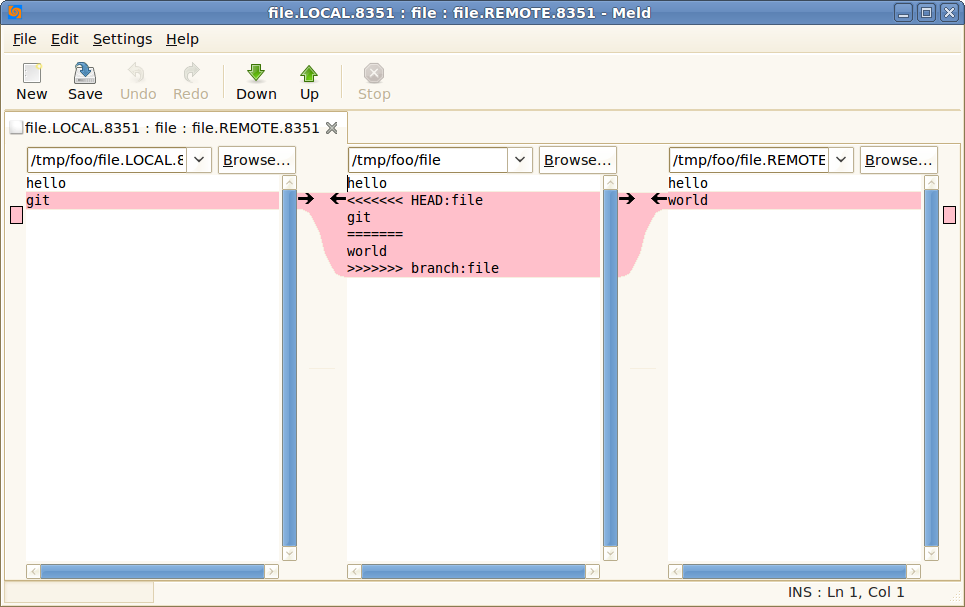 file.LOCAL.8351 : file : file.REMOTE.8351 - Meld
File Edit Settings Help
New Save Undo Redo Down Up Stop
file.LOCAL.8351 : file : file.REMOTE.8351
/tmp/foo/file.LOCAL.8 Browse... /tmp/foo/file Browse... /tmp/foo/file.REMOTE Browse...
hello
git
hello
<<<<<<< HEAD:file
git
=======
world
>>>>>>> branch:file
hello
world
INS : Ln 1, Col 1